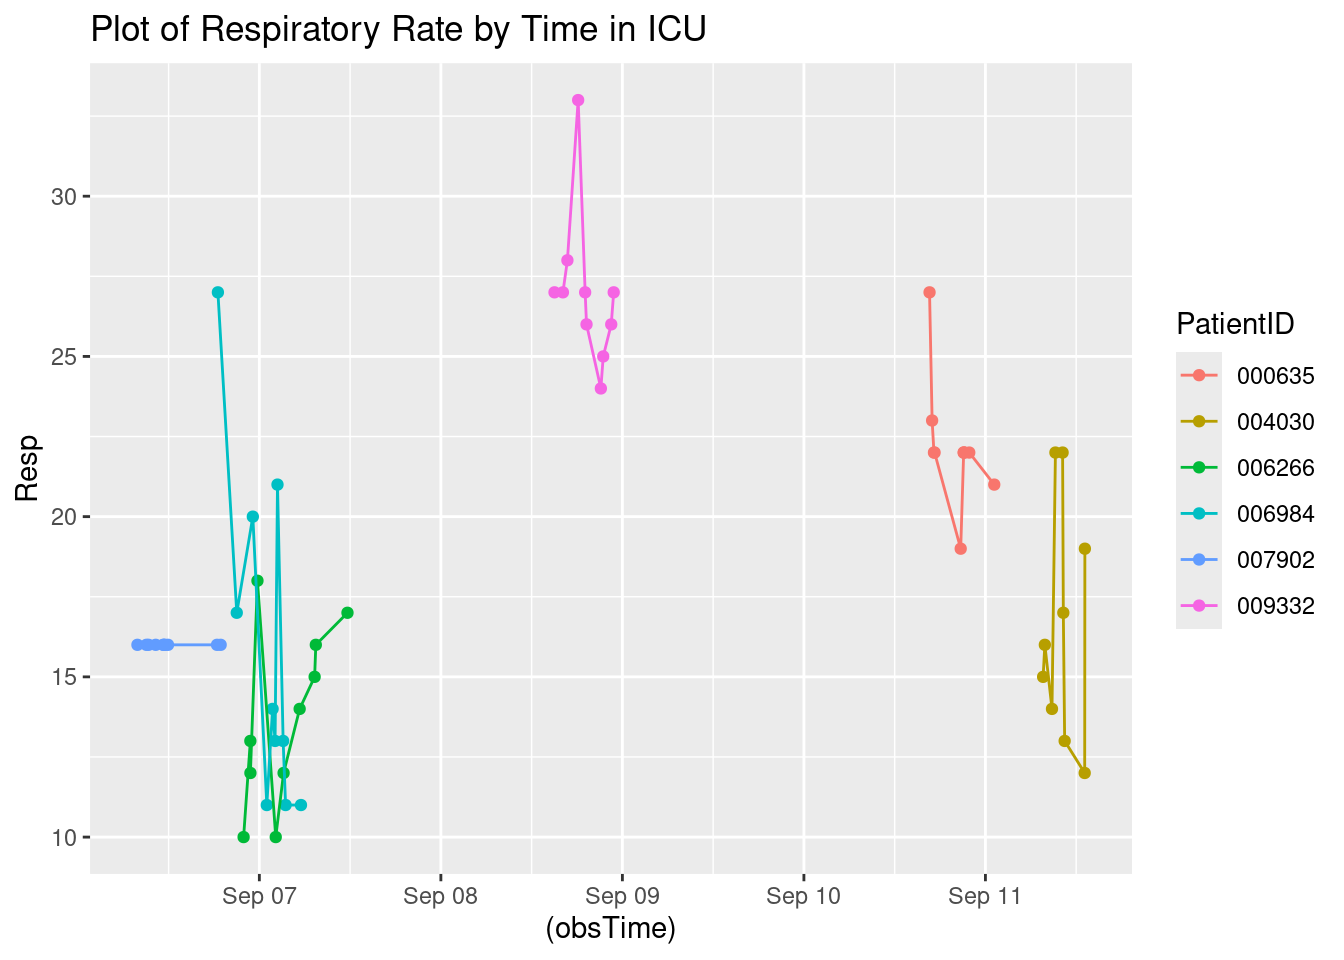 Plot of Respiratory Rate by Time in ICU
Resp
30
25
20
15
10
Sep 07 Sep 08 Sep 09 Sep 10 Sep 11
(obsTime)
PatientID
000635
004030
006266
006984
007902
009332